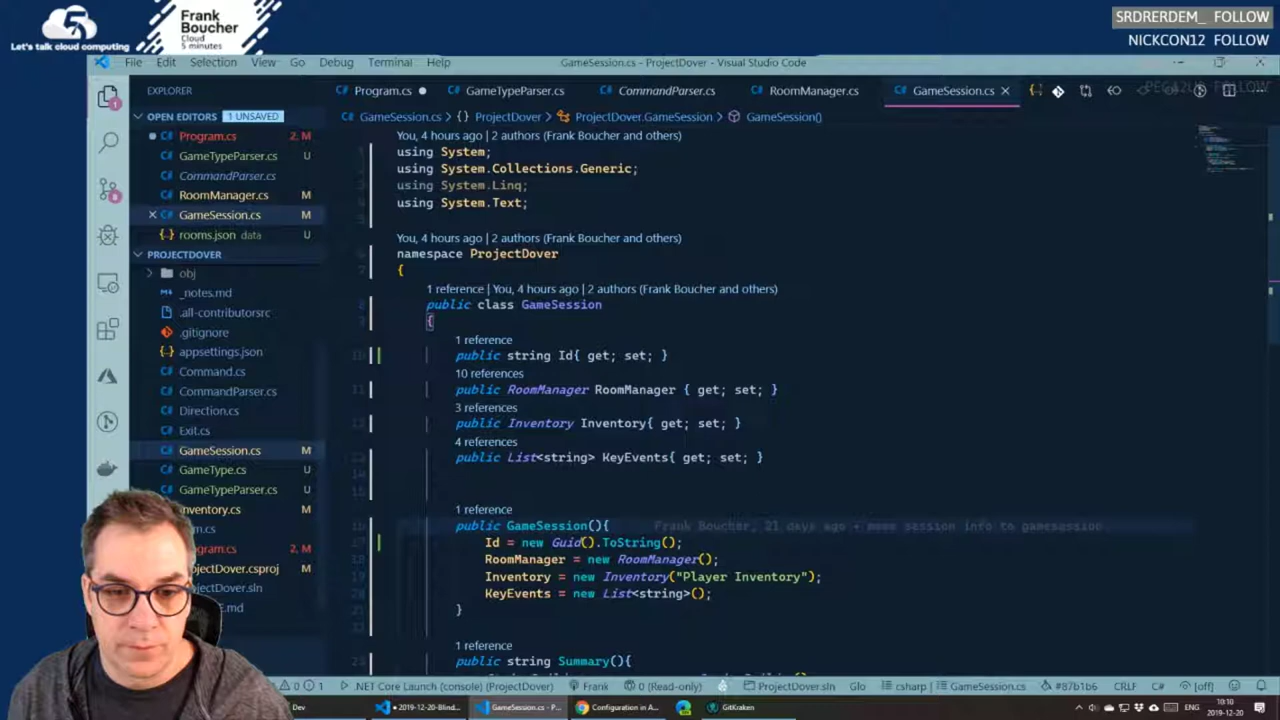 Let's talk cloud computing
Frank
Boucher
Cloud
5 minutes
SRDRERDEM_ FOLLOW
NICKCON12 FOLLOW
File Edit Selection View Go Debug Terminal Help
GameSession.cs - ProjectDover - Visual Studio Code
EXPLORER
OPEN EDITORS 1 UNSAVED
Program.cs 2, M
GameTypeParser.cs U
CommandParser.cs
RoomManager.cs M
GameSession.cs M
rooms.json data U
PROJECTDOVER
obj
_notes.md
.all-contributorsrc
.gitignore
appsettings.json
Command.cs
CommandParser.cs
Direction.cs
Exit.cs
GameSession.cs M
GameType.cs U
GameTypeParser.cs U
Inventory.cs M
m.cs
ogram.cs 2, M
ojectDover.csproj M
ojectDover.sln
E.md
Program.cs GameTypeParser.cs CommandParser.cs RoomManager.cs GameSession.cs
GameSession.cs > ProjectDover > ProjectDover.GameSession > GameSession()
You, 4 hours ago | 2 authors (Frank Boucher and others)
using System;
using System.Collections.Generic;
using System.Linq;
using System.Text;
You, 4 hours ago | 2 authors (Frank Boucher and others)
namespace ProjectDover
{
1 reference | You, 4 hours ago | 2 authors (Frank Boucher and others)
public class GameSession
{
1 reference
public string Id{ get; set; }
10 references
public RoomManager RoomManager { get; set; }
3 references
public Inventory Inventory{ get; set; }
4 references
public List<string> KeyEvents{ get; set; }
1 reference
public GameSession(){ Frank Boucher, 21 days ago • move session info to gamesession
Id = new Guid().ToString();
RoomManager = new RoomManager();
Inventory = new Inventory("Player Inventory");
KeyEvents = new List<string>();
}
1 reference
public string Summary(){
0 1 .NET Core Launch (console) (ProjectDover) Frank 0 (Read-only) ProjectDover.sln Glo csharp | GameSession.cs #87b1b6 CRLF C# [off]
Dev 2019-12-20-Blind... GameSession.cs - P... Configuration in A... GitKraken ENG 10:10
2019-12-20